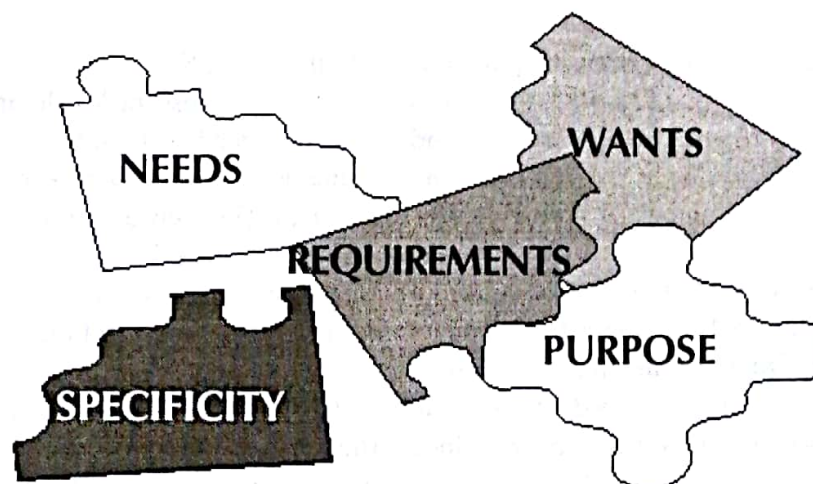 WANTS
NEEDS
REQUIREMENTS
PURPOSE
SPECIFICITY